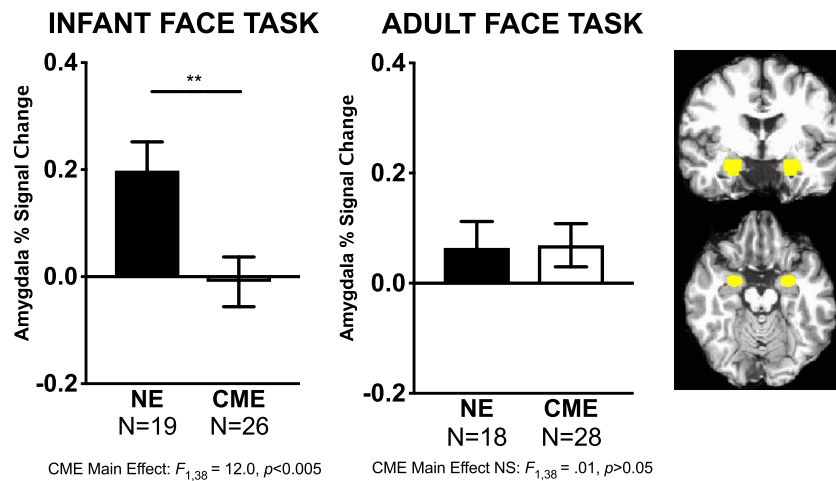 INFANT FACE TASK
Amygdala % Signal Change
0.4
0.2
0.0
-0.2
**
NE
CME
N=19
N=26
CME Main Effect: F1,38 = 12.0, p<0.005
ADULT FACE TASK
Amygdala % Signal Change
0.4
0.2
0.0
-0.2
NE
CME
N=18
N=28
CME Main Effect NS: F1,38 = .01, p>0.05